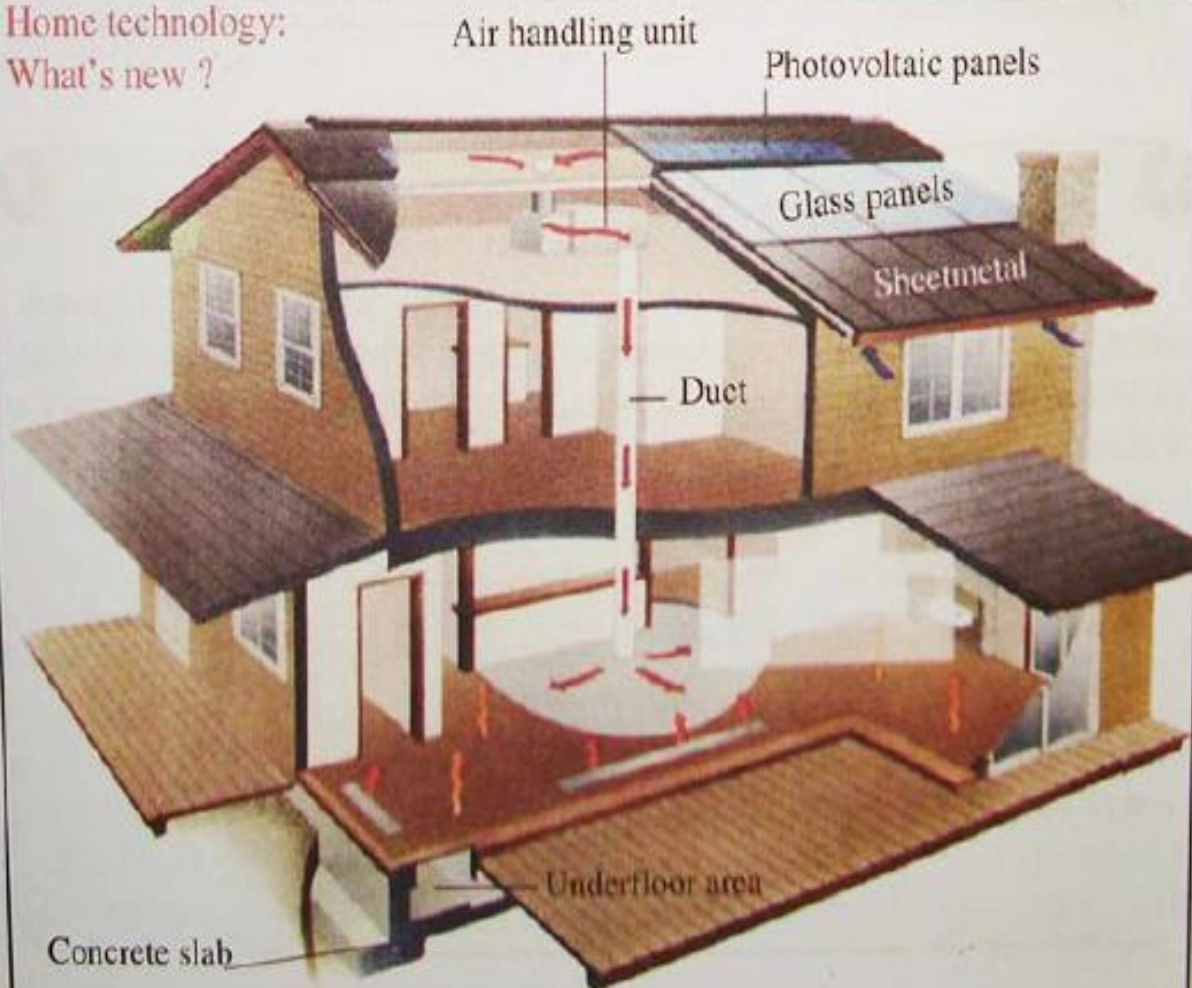 Home technology:
What's new ?
Air handling unit
Photovoltaic panels
Glass panels
Sheetmetal
Duct
Underfloor area
Concrete slab